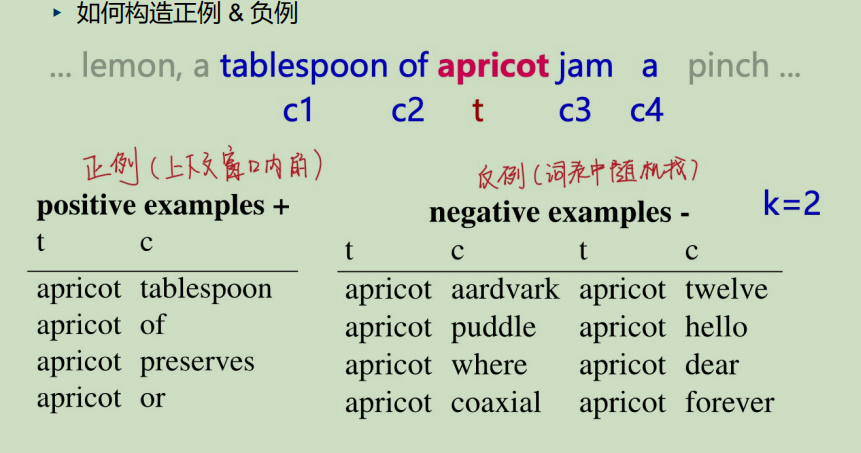 ▸ 如何构造正例 & 负例
... lemon, a tablespoon of apricot jam a pinch ...
c1 c2 t c3 c4
正例(上下文窗口内的)
反例(词表中随机找)
positive examples +
negative examples -
k=2
t c
t c t c
apricot tablespoon
apricot of
apricot preserves
apricot or
apricot aardvark apricot twelve
apricot puddle apricot hello
apricot where apricot dear
apricot coaxial apricot forever